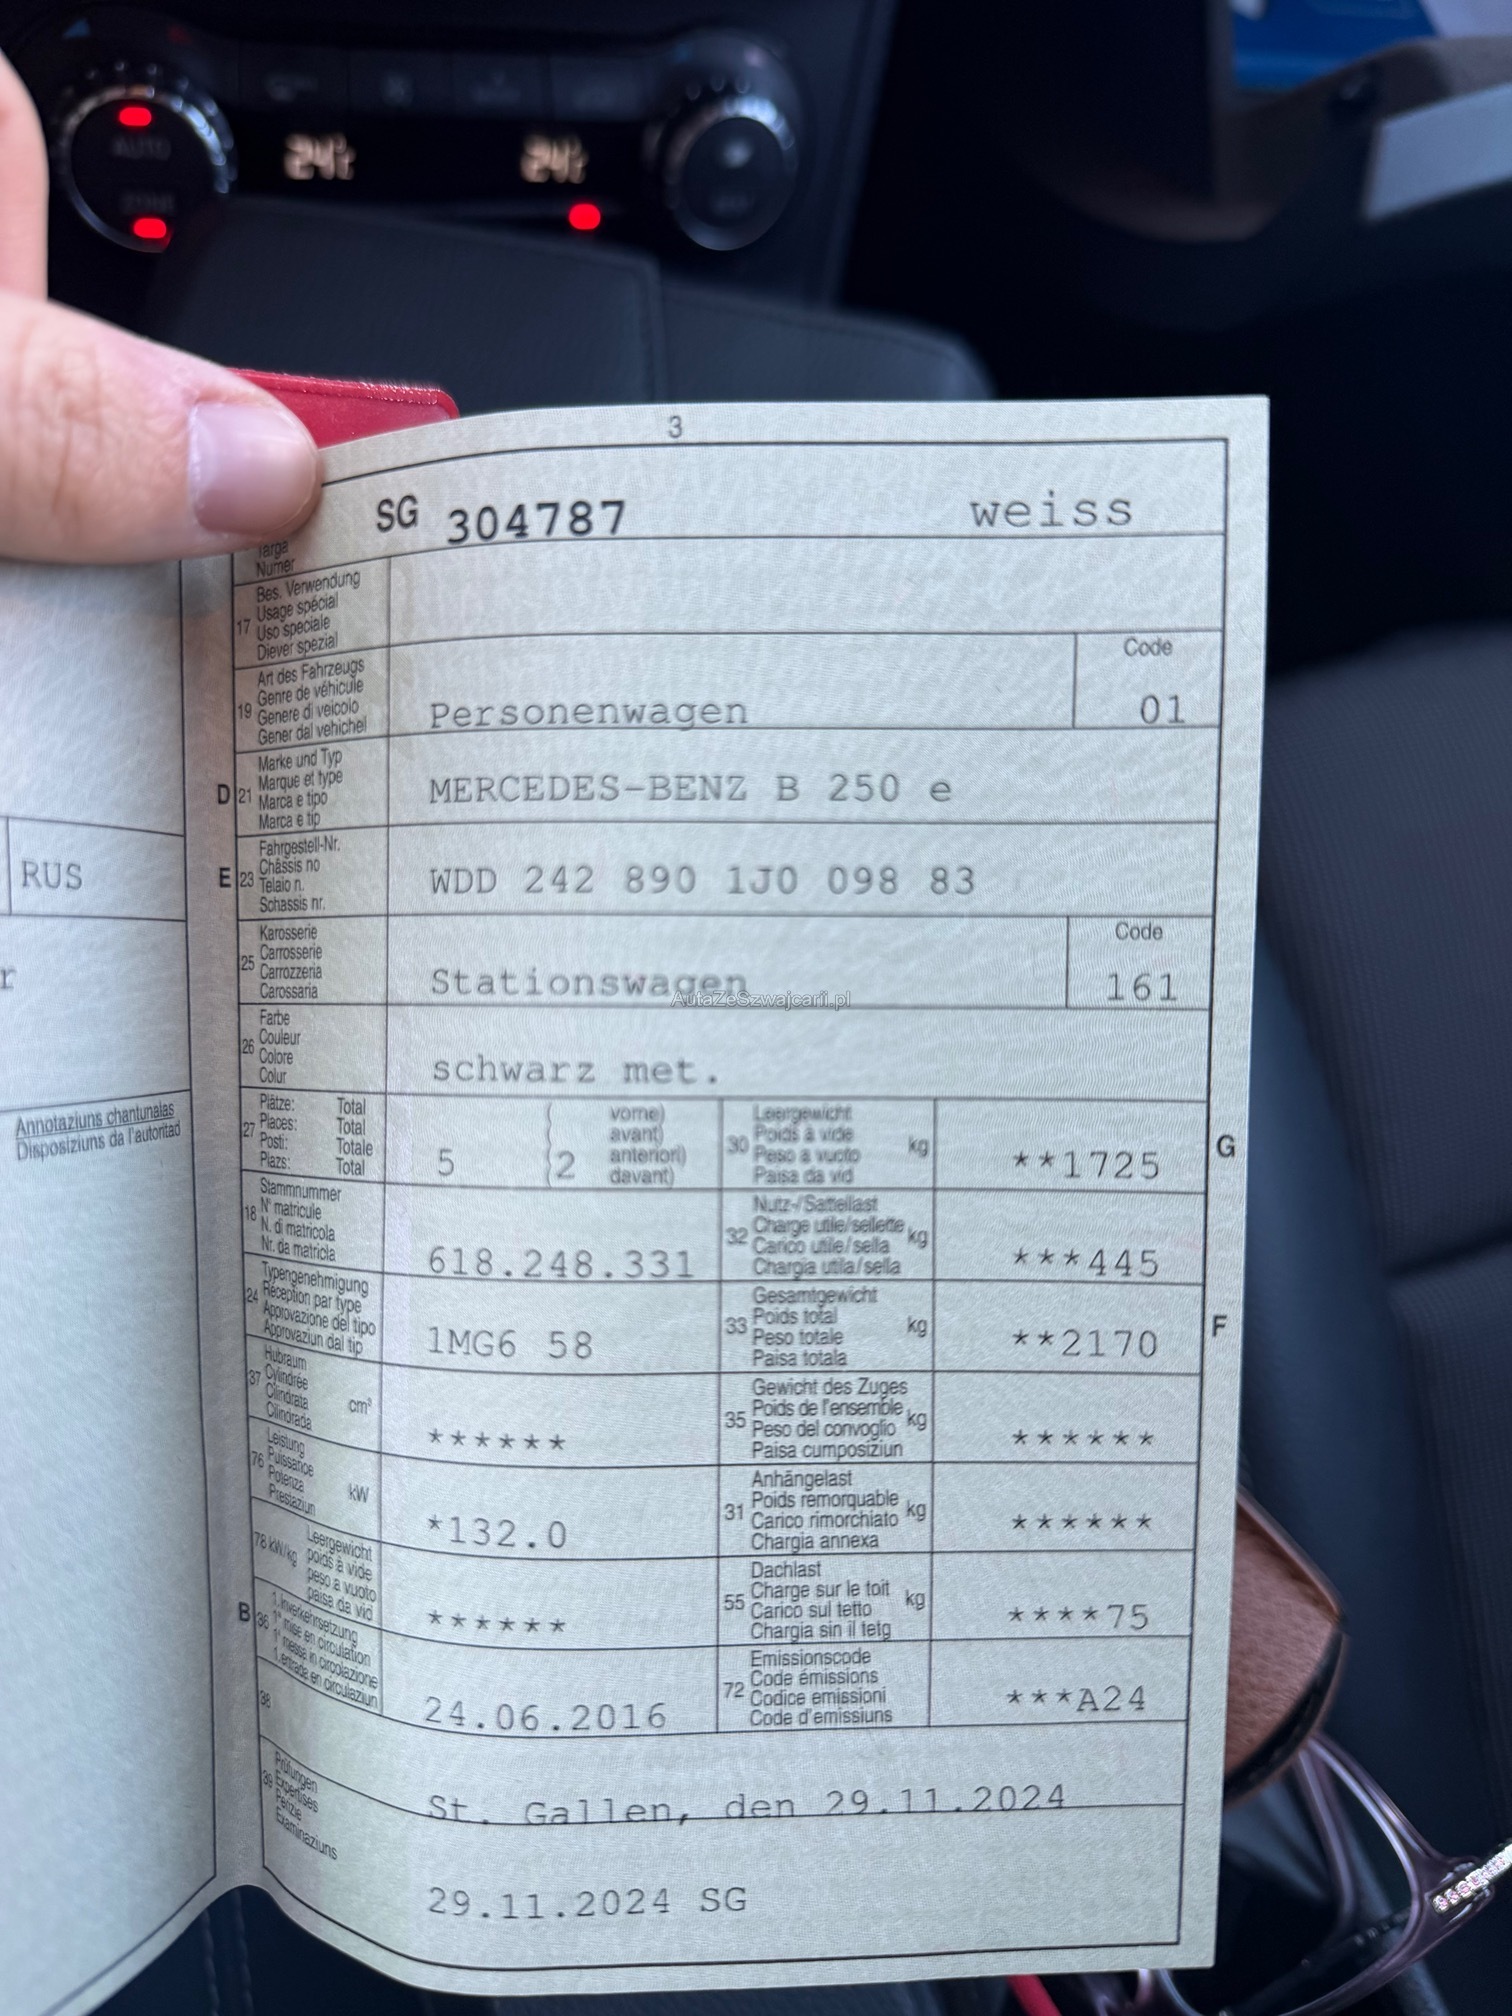 AUTO
24°c
24°c
ZONE
3
SG 304787 weiss
Targa
Numer
17
Bes. Verwendung
Usage spécial
Uso speciale
Diever spezial
19
Art des Fahrzeugs
Genre de véhicule
Genere di veicolo
Gener dal vehichel
Personenwagen
Code
01
D 21
Marke und Typ
Marque et type
Marca e tipo
Marca e tip
MERCEDES-BENZ B 250 e
E 23
Fahrgestell-Nr.
Châssis no
Telaio n.
Schassis nr.
WDD 242 890 1J0 098 83
25
Karosserie
Carrosserie
Carrozzeria
Carossaria
Stationswagen
Code
161
AutaZeSzwajcarii.pl
26
Farbe
Couleur
Colore
Colur
schwarz met.
27
Plätze: Total
Places: Total
Posti: Totale
Plazs: Total
5
(2
vorne)
avant)
anteriori)
davant)
30
Leergewicht
Poids à vide
Peso a vuoto
Paisa da vid
kg
**1725
G
18
Stammnummer
N° matricule
N. di matricola
Nr. da matricla
618.248.331
32
Nutz-/Sattellast
Charge utile/sellette
Carico utile/sella
Chargia utila/sella
kg
***445
24
Typengenehmigung
Réception par type
Approvazione del tipo
Approvaziun dal tip
1MG6 58
33
Gesamtgewicht
Poids total
Peso totale
Paisa totala
kg
**2170
F
37
Hubraum
Cylindrée
Cilindrata
Cilindrada
cm³
******
35
Gewicht des Zuges
Poids de l'ensemble
Peso del convoglio
Paisa cumposiziun
kg
******
76
Leistung
Puissance
Potenza
Prestaziun
kW
*132.0
31
Anhängelast
Poids remorquable
Carico rimorchiato
Chargia annexa
kg
******
78 kW/kg
Leergewicht
poids à vide
peso a vuoto
paisa da vid
******
55
Dachlast
Charge sur le toit
Carico sul tetto
Chargia sin il tetg
kg
****75
B 36
1. Inverkehrsetzung
1re mise en circulation
1a messa in circolazione
1. entrada en circulaziun
24.06.2016
72
Emissionscode
Code émissions
Codice emissioni
Code d'emissiuns
***A24
38
St. Gallen, den 29.11.2024
39
Prüfungen
Expertises
Perizie
Examinaziuns
29.11.2024 SG
RUS
r
Annotaziuns chantunalas
Disposiziuns da l'autoritad